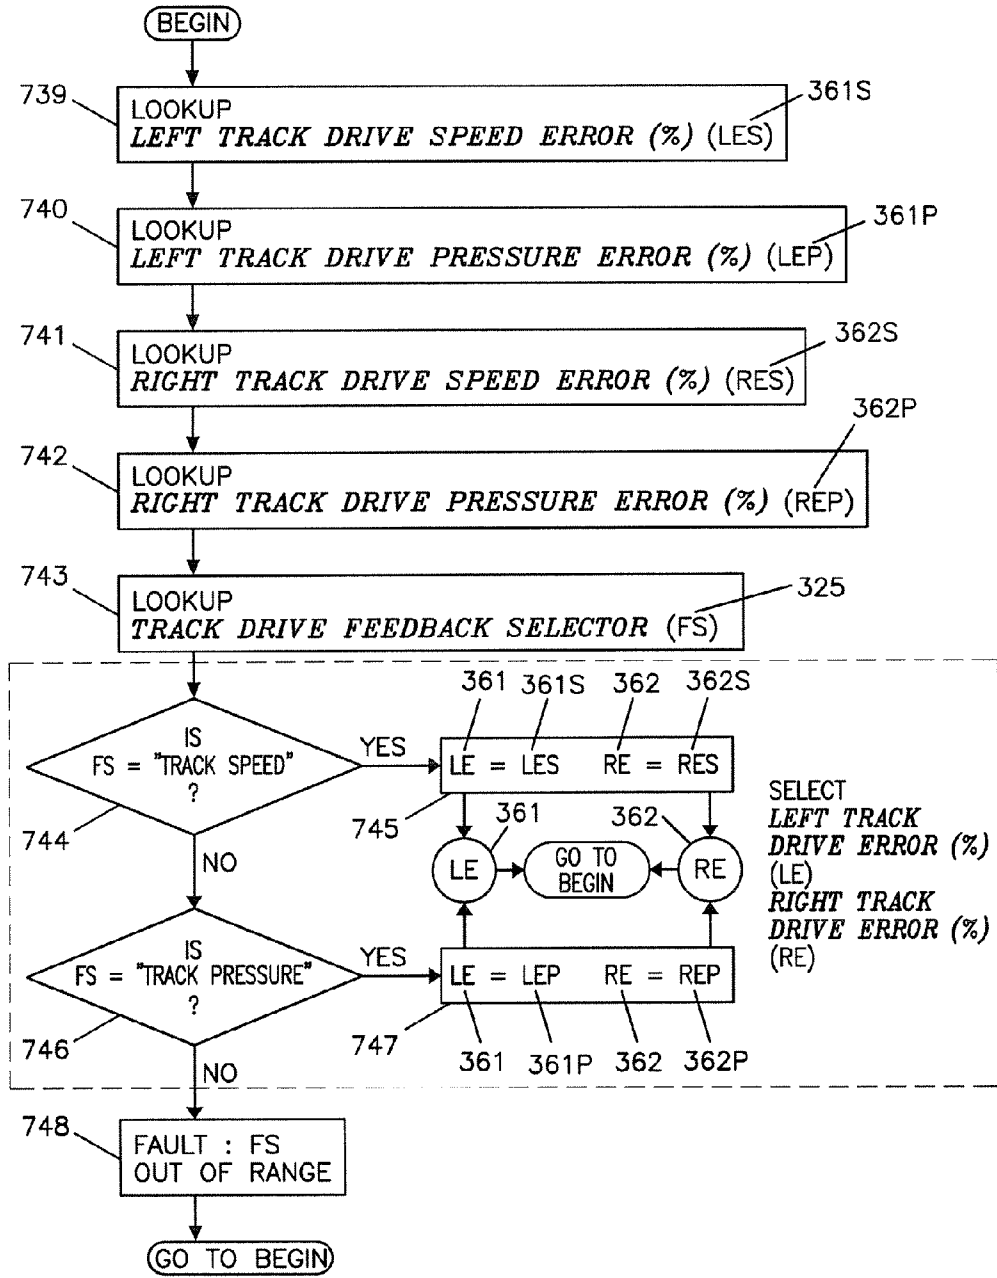 BEGIN
739
361S
LOOKUP
LEFT TRACK DRIVE SPEED ERROR (%) (LES)
740
361P
LOOKUP
LEFT TRACK DRIVE PRESSURE ERROR (%) (LEP)
741
362S
LOOKUP
RIGHT TRACK DRIVE SPEED ERROR (%) (RES)
742
362P
LOOKUP
RIGHT TRACK DRIVE PRESSURE ERROR (%) (REP)
743
325
LOOKUP
TRACK DRIVE FEEDBACK SELECTOR (FS)
361 361S 362 362S
IS
FS = "TRACK SPEED"
?
YES
LE = LES RE = RES
744
745
361
362
NO
LE
GO TO
BEGIN
RE
SELECT
LEFT TRACK
DRIVE ERROR (%)
(LE)
RIGHT TRACK
DRIVE ERROR (%)
(RE)
IS
FS = "TRACK PRESSURE"
?
YES
LE = LEP RE = REP
746
747
361 361P 362 362P
NO
748
FAULT : FS
OUT OF RANGE
GO TO BEGIN